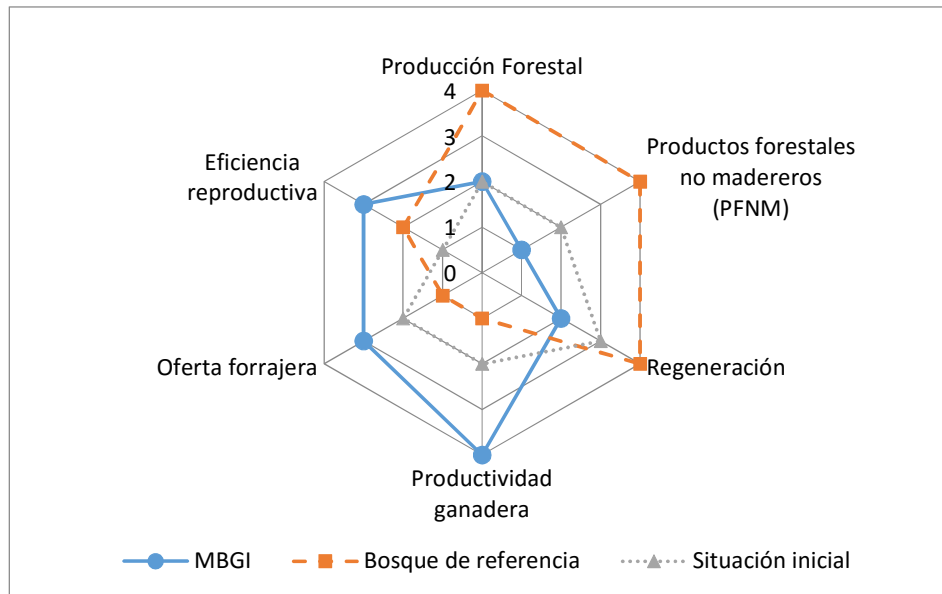 Producción Forestal
4
3
2
1
0
Productos forestales
no madereros
(PFNM)
Regeneración
Productividad
ganadera
Oferta forrajera
Eficiencia
reproductiva
MBGI
Bosque de referencia
Situación inicial